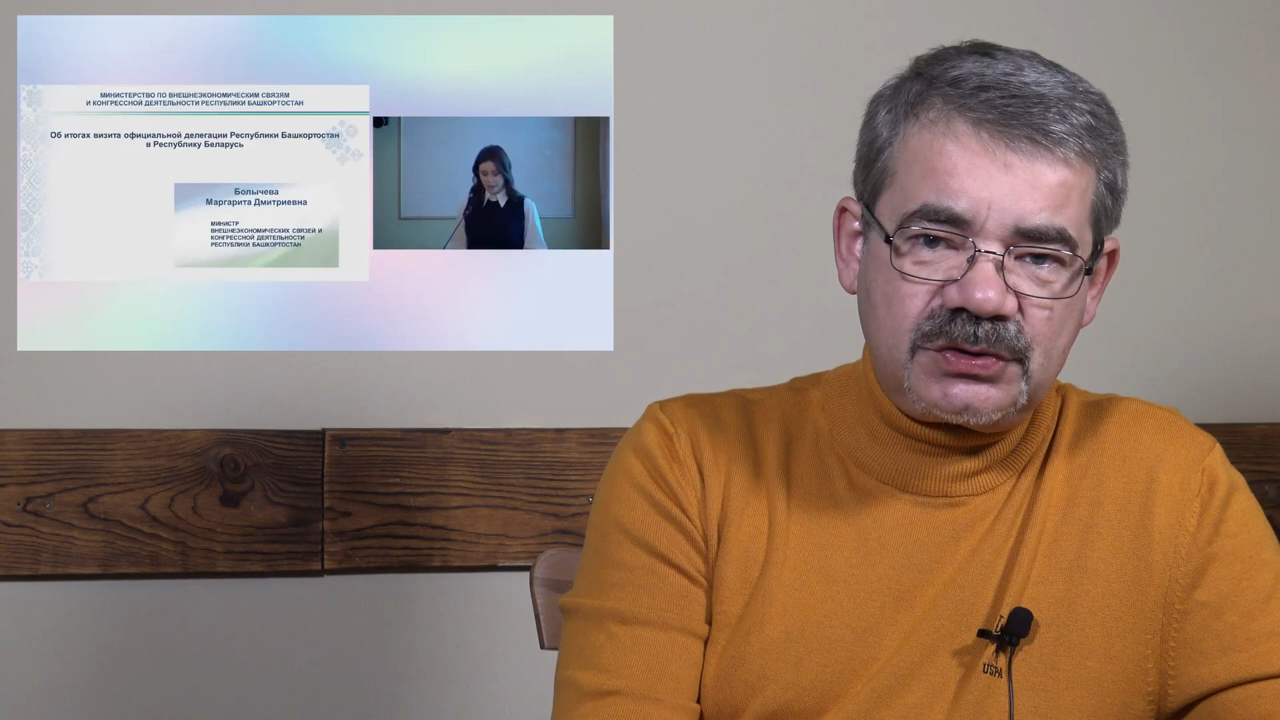 МИНИСТЕРСТВО ПО ВНЕШНЕЭКОНОМИЧЕСКИМ СВЯЗЯМ
И КОНГРЕССНОЙ ДЕЯТЕЛЬНОСТИ РЕСПУБЛИКИ БАШКОРТОСТАН
Об итогах визита официальной делегации Республики Башкортостан
в Республику Беларусь
Болычева
Маргарита Дмитриевна
МИНИСТР
ВНЕШНЕЭКОНОМИЧЕСКИХ СВЯЗЕЙ И
КОНГРЕССНОЙ ДЕЯТЕЛЬНОСТИ
РЕСПУБЛИКИ БАШКОРТОСТАН
USPA